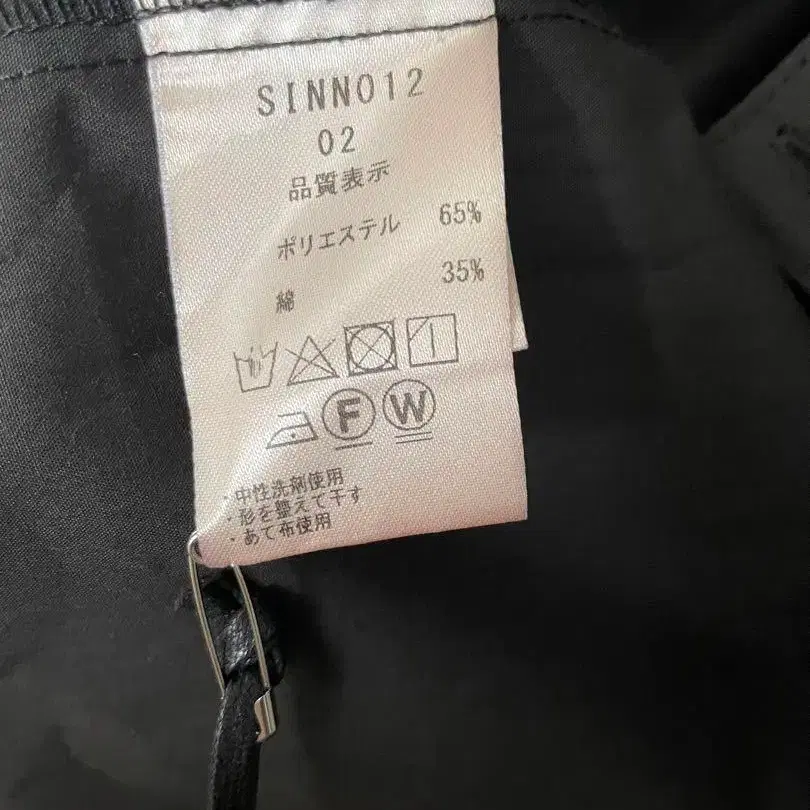 SINN012
02
品質表示
ポリエステル 65%
綿 35%
F W
・中性洗剤使用
・形を整えて干す
・あて布使用